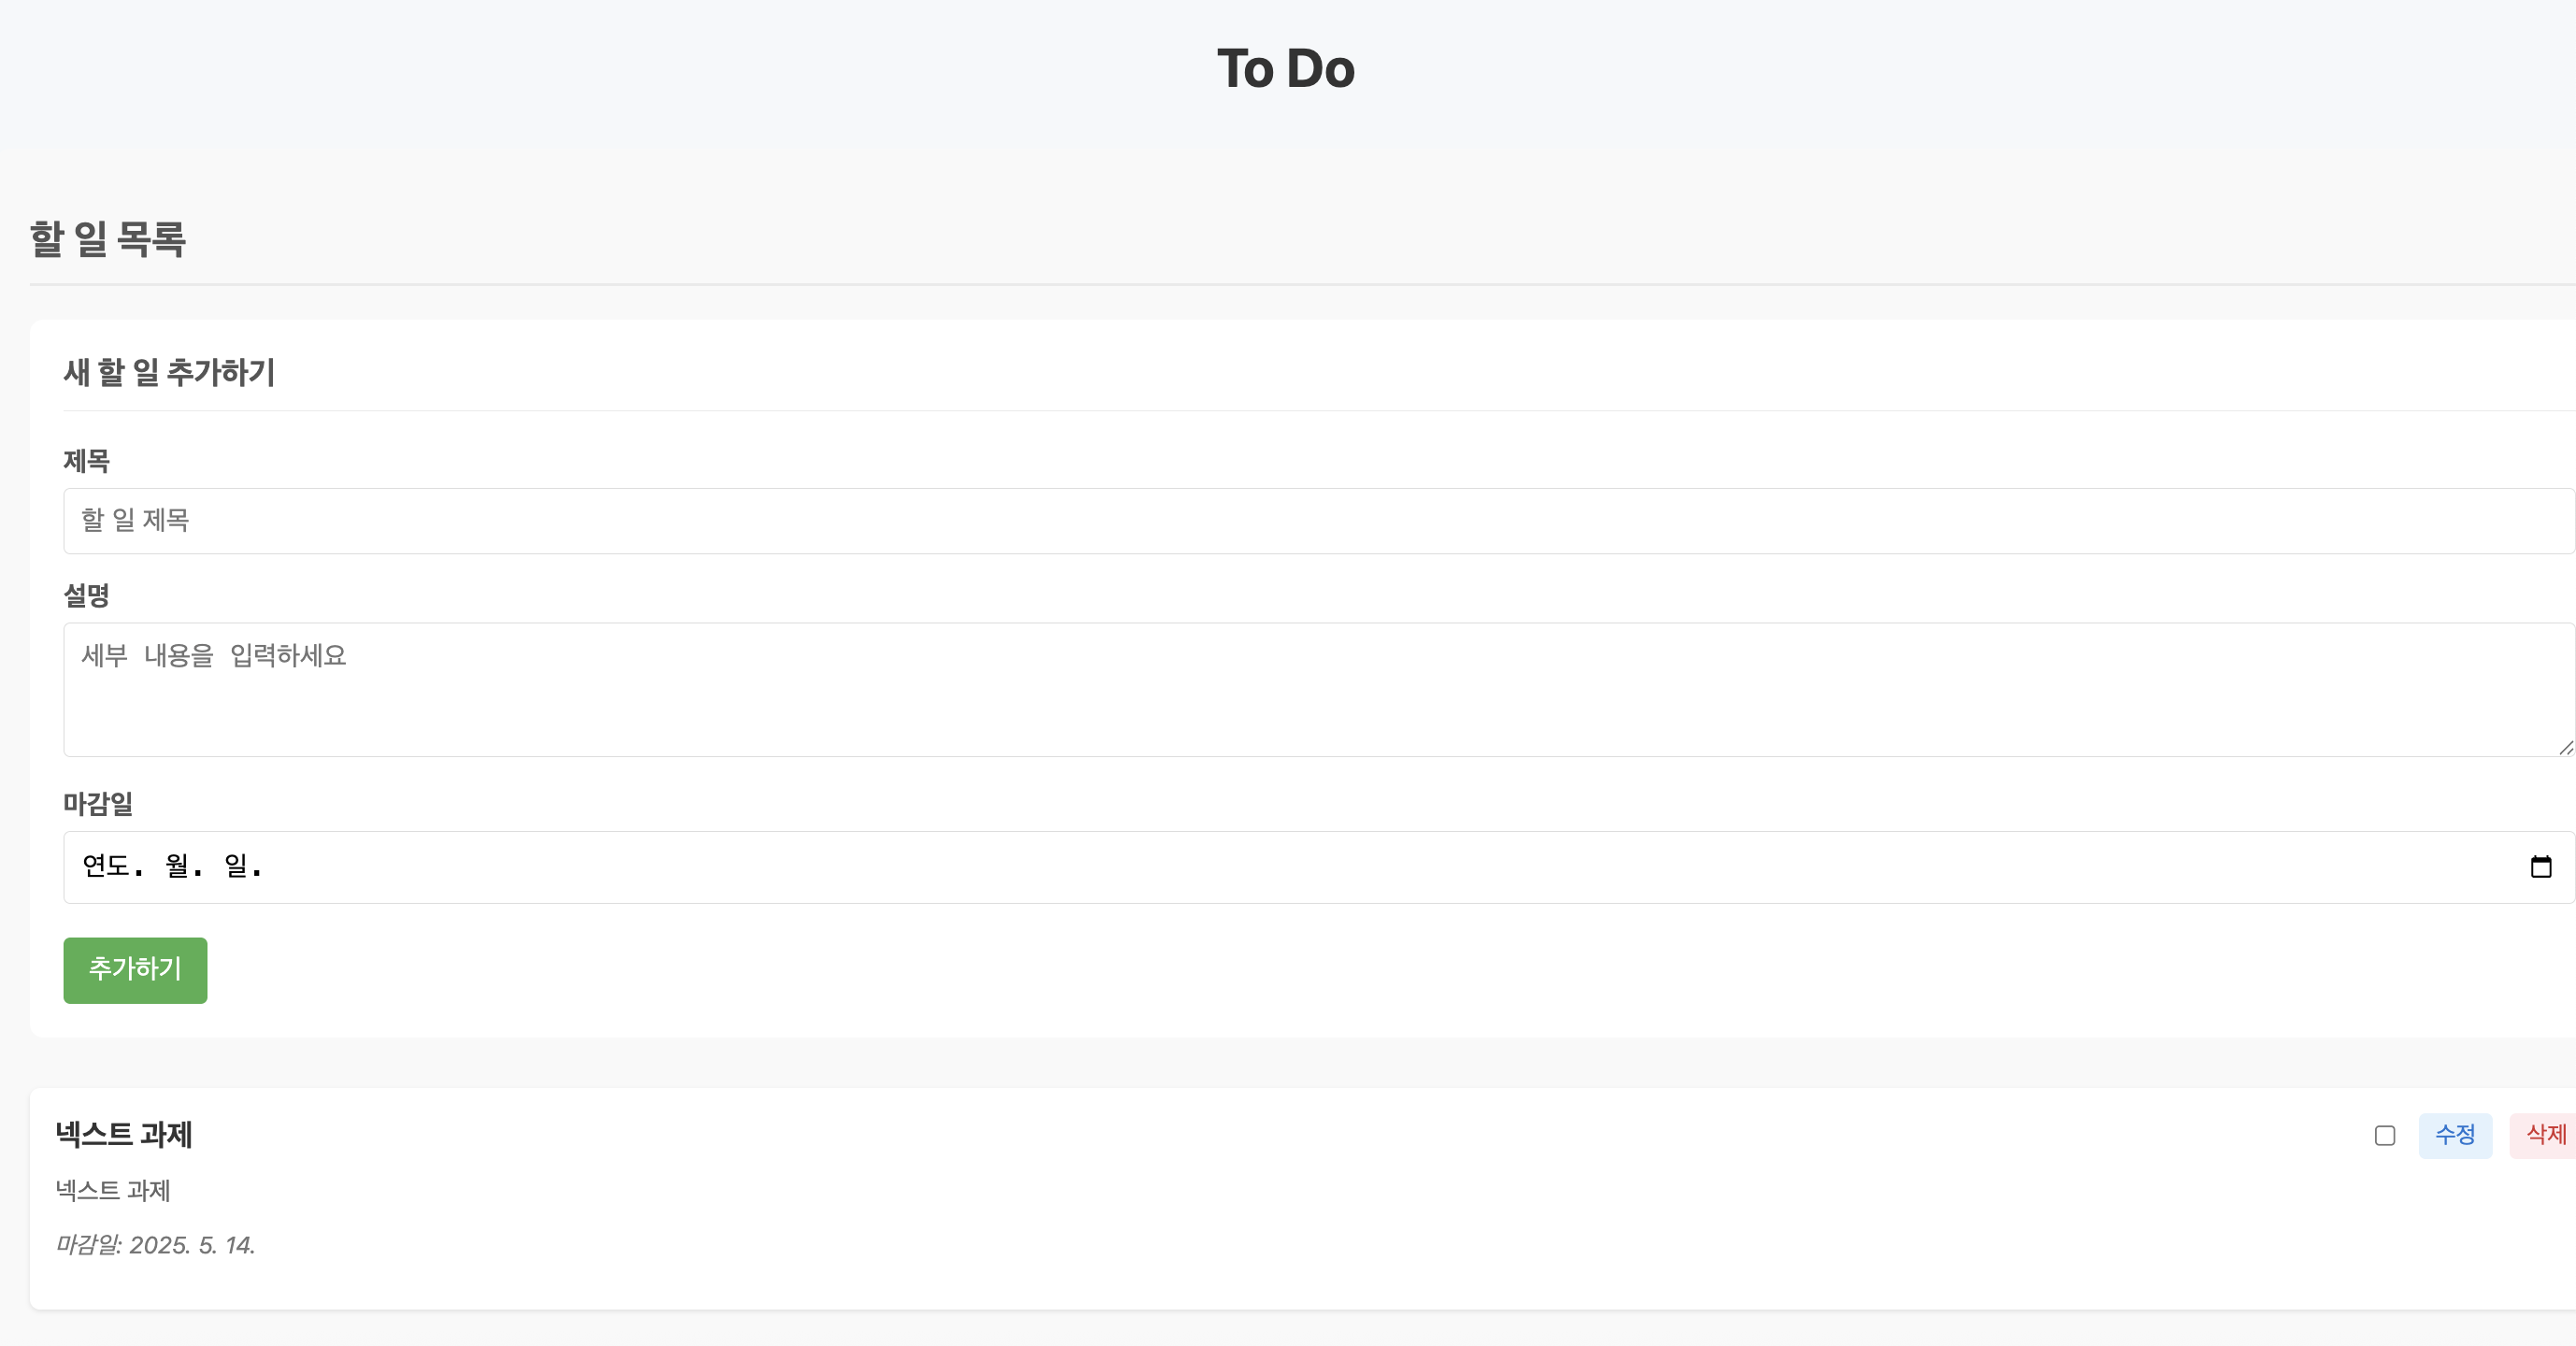 To Do
할 일 목록
새 할 일 추가하기
제목
할 일 제목
설명
세부 내용을 입력하세요
마감일
연도. 월. 일.
추가하기
넥스트 과제
수정 삭제
넥스트 과제
마감일: 2025. 5. 14.